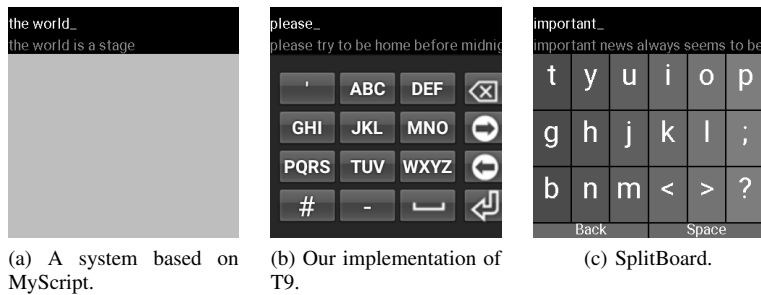 the world_
the world is a stage
please_
please try to be home before midnig
' ABC DEF
GHI JKL MNO
PQRS TUV WXYZ
# -
important_
important news always seems to be
t y u i o p
g h j k l ;
b n m < > ?
Back Space
(a) A system based on
MyScript.
(b) Our implementation of
T9.
(c) SplitBoard.